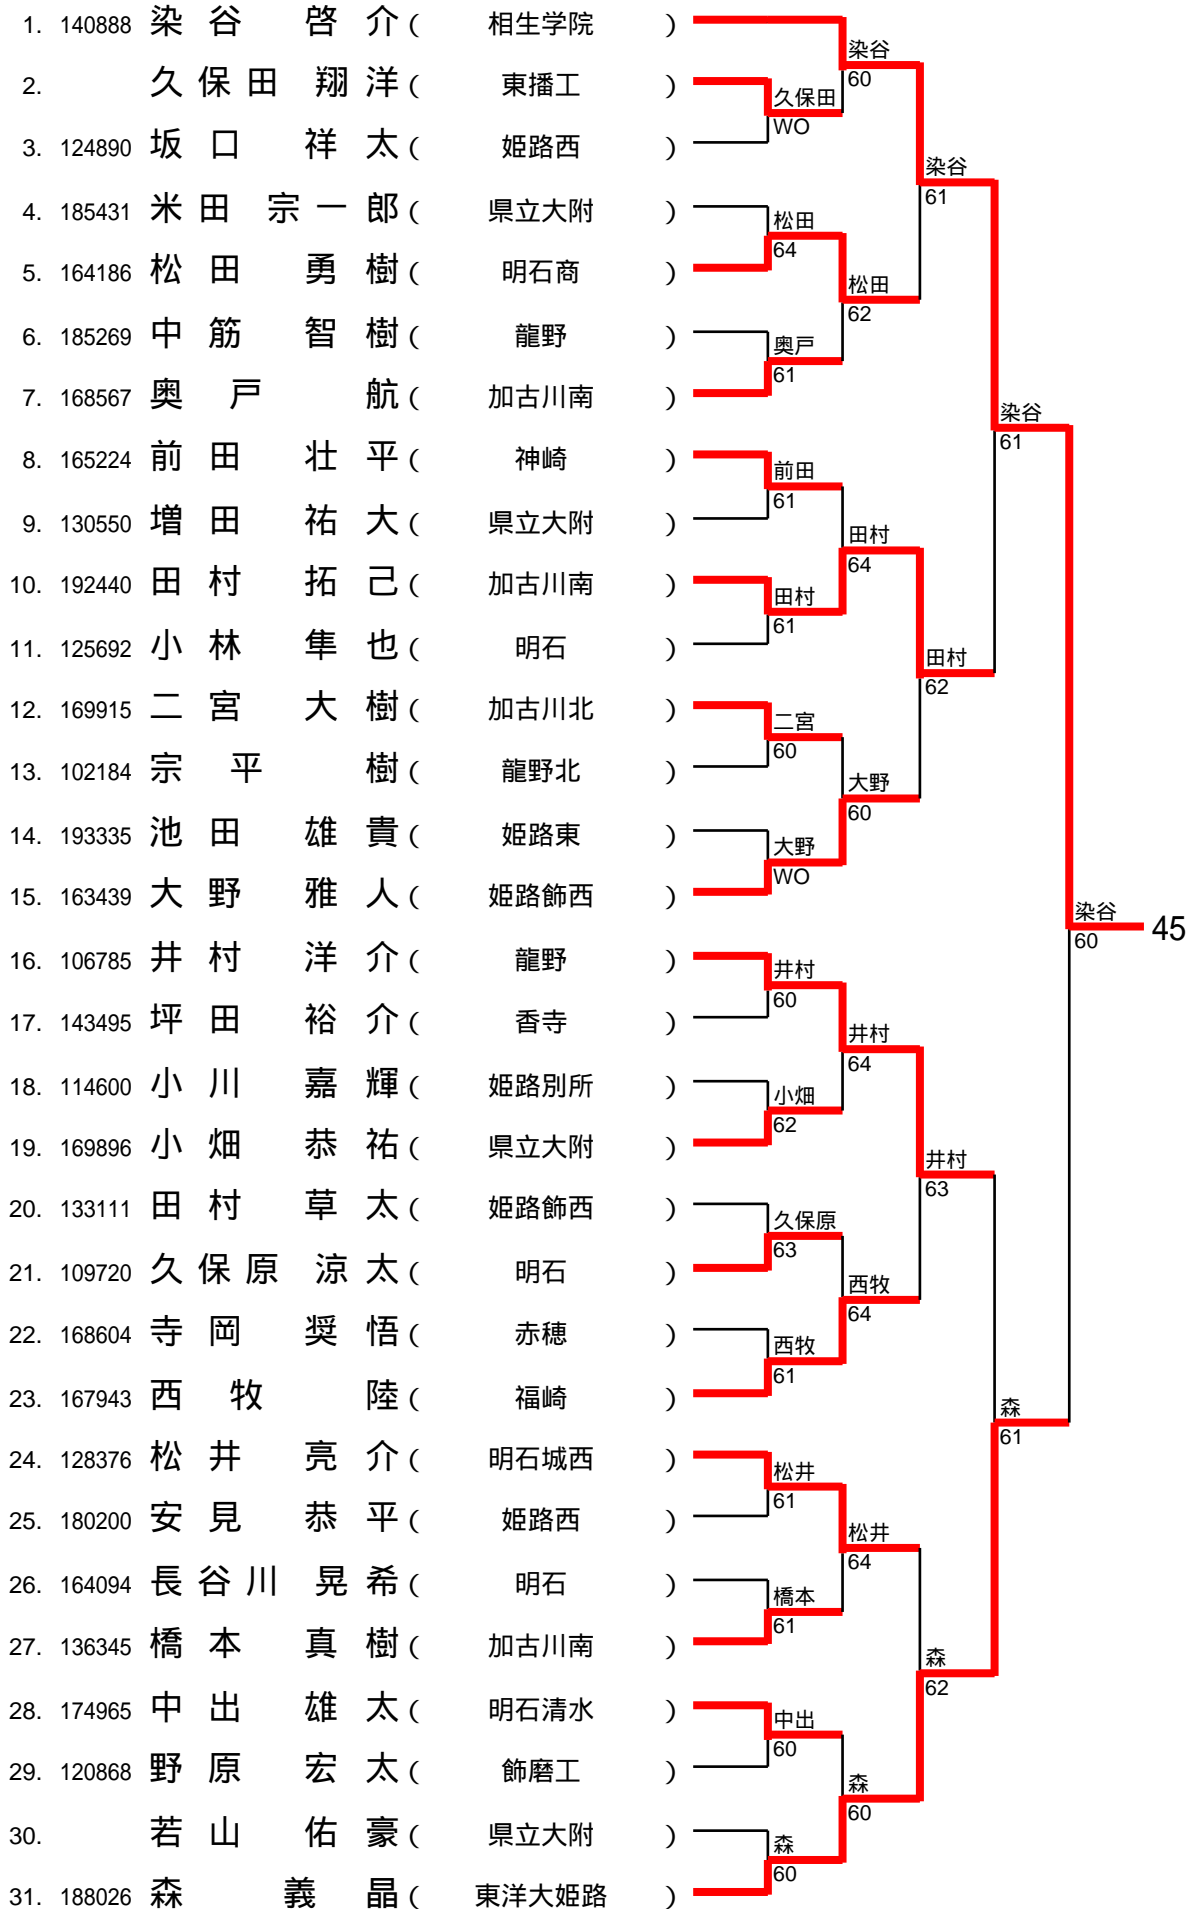 1. 140888 染谷 啓介 ( 相生学院 )
2. 久保田 翔洋 ( 東播工 )
3. 124890 坂口 祥太 ( 姫路西 )
4. 185431 米田 宗一郎 ( 県立大附 )
5. 164186 松田 勇樹 ( 明石商 )
6. 185269 中筋 智樹 ( 龍野 )
7. 168567 奥戸 航 ( 加古川南 )
8. 165224 前田 壮平 ( 神崎 )
9. 130550 増田 祐大 ( 県立大附 )
10. 192440 田村 拓己 ( 加古川南 )
11. 125692 小林 隼也 ( 明石 )
12. 169915 二宮 大樹 ( 加古川北 )
13. 102184 宗平 樹 ( 龍野北 )
14. 193335 池田 雄貴 ( 姫路東 )
15. 163439 大野 雅人 ( 姫路飾西 )
16. 106785 井村 洋介 ( 龍野 )
17. 143495 坪田 裕介 ( 香寺 )
18. 114600 小川 嘉輝 ( 姫路別所 )
19. 169896 小畑 恭祐 ( 県立大附 )
20. 133111 田村 草太 ( 姫路飾西 )
21. 109720 久保原 涼太 ( 明石 )
22. 168604 寺岡 奨悟 ( 赤穂 )
23. 167943 西牧 陸 ( 福崎 )
24. 128376 松井 亮介 ( 明石城西 )
25. 180200 安見 恭平 ( 姫路西 )
26. 164094 長谷川 晃希 ( 明石 )
27. 136345 橋本 真樹 ( 加古川南 )
28. 174965 中出 雄太 ( 明石清水 )
29. 120868 野原 宏太 ( 飾磨工 )
30. 若山 佑豪 ( 県立大附 )
31. 188026 森 義晶 ( 東洋大姫路 )
久保田
WO
松田
64
奥戸
61
前田
61
田村
61
二宮
60
大野
WO
井村
60
小畑
62
久保原
63
西牧
61
松井
61
橋本
61
中出
60
森
60
染谷
60
松田
62
田村
64
大野
60
井村
64
西牧
64
松井
64
森
60
染谷
61
田村
62
井村
63
森
62
染谷
61
森
61
染谷
60
45